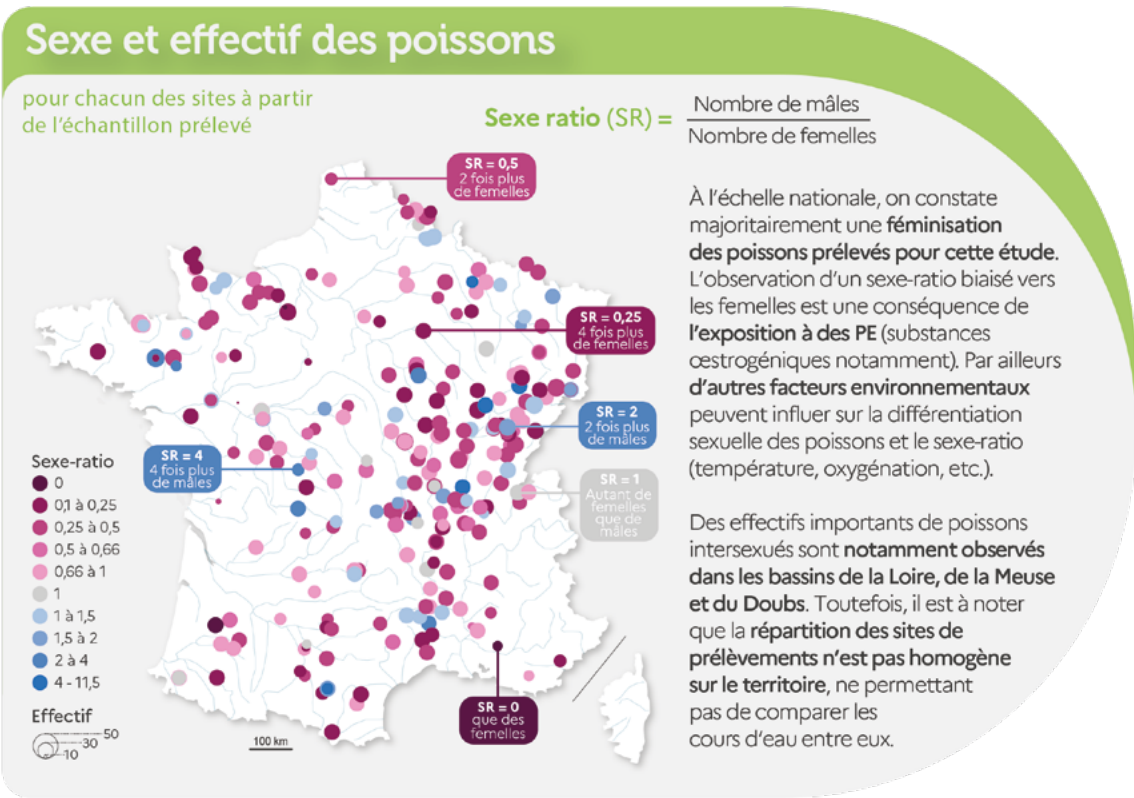 Sexe et effectif des poissons
pour chacun des sites à partir
de l'échantillon prélevé
Sexe ratio (SR) =
Nombre de mâles
Nombre de femelles
SR = 0,5
2 fois plus
de femelles
À l'échelle nationale, on constate
majoritairement une féminisation
des poissons prélevés pour cette étude.
L'observation d'un sexe-ratio biaisé vers
les femelles est une conséquence de
l'exposition à des PE (substances
œstrogéniques notamment). Par ailleurs
d'autres facteurs environnementaux
peuvent influer sur la différentiation
sexuelle des poissons et le sexe-ratio
(température, oxygénation, etc.).
Des effectifs importants de poissons
intersexués sont notamment observés
dans les bassins de la Loire, de la Meuse
et du Doubs. Toutefois, il est à noter
que la répartition des sites de
prélèvements n'est pas homogène
sur le territoire, ne permettant
pas de comparer les
cours d'eau entre eux.
SR = 0,25
4 fois plus
de femelles
SR = 2
2 fois plus
de mâles
SR = 4
4 fois plus
de mâles
SR = 1
Autant de
femelles
que de
mâles
SR = 0
que des
femelles
Sexe-ratio
0
0,1 à 0,25
0,25 à 0,5
0,5 à 0,66
0,66 à 1
1
1 à 1,5
1,5 à 2
2 à 4
4 - 11,5
Effectif
50
30
10
100 km